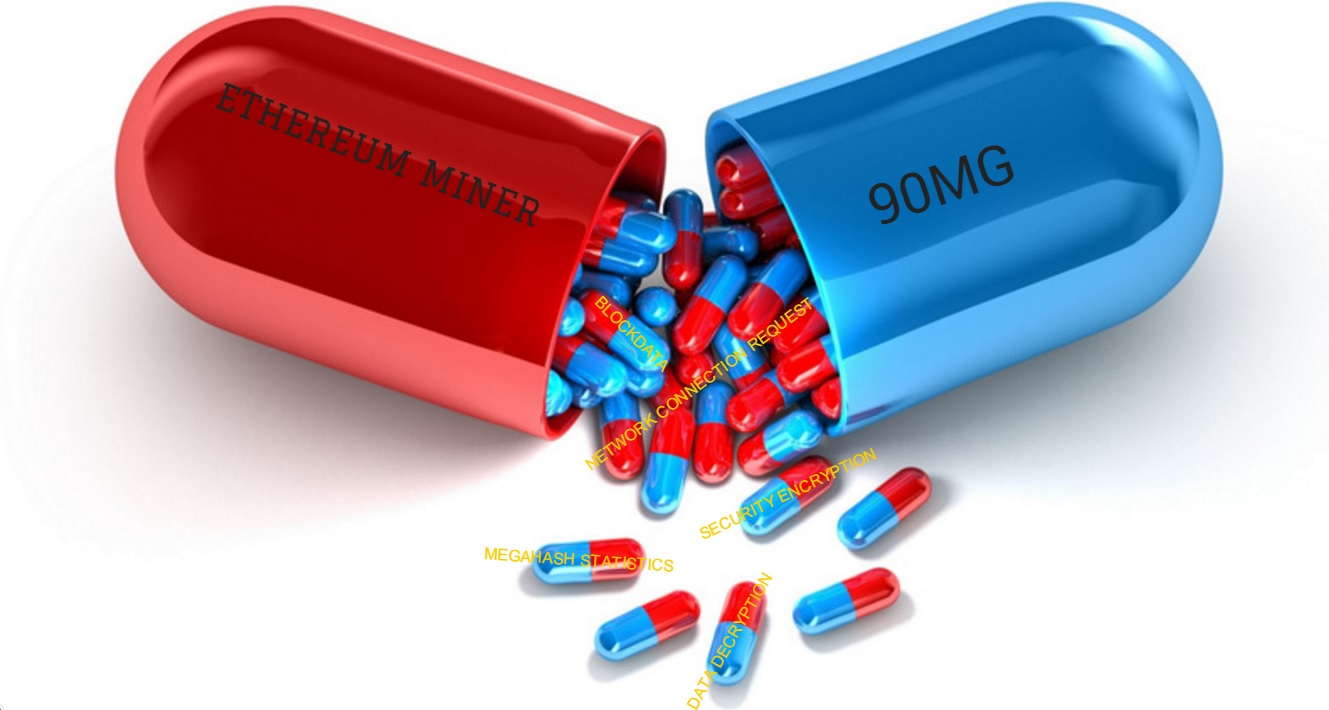 ETHEREUM MINER
90MG
BLOCKDATA
NETWORK CONNECTION REQUEST
SECURITY ENCRYPTION
MEGAHASH STATISTICS
DATA DECRYPTION